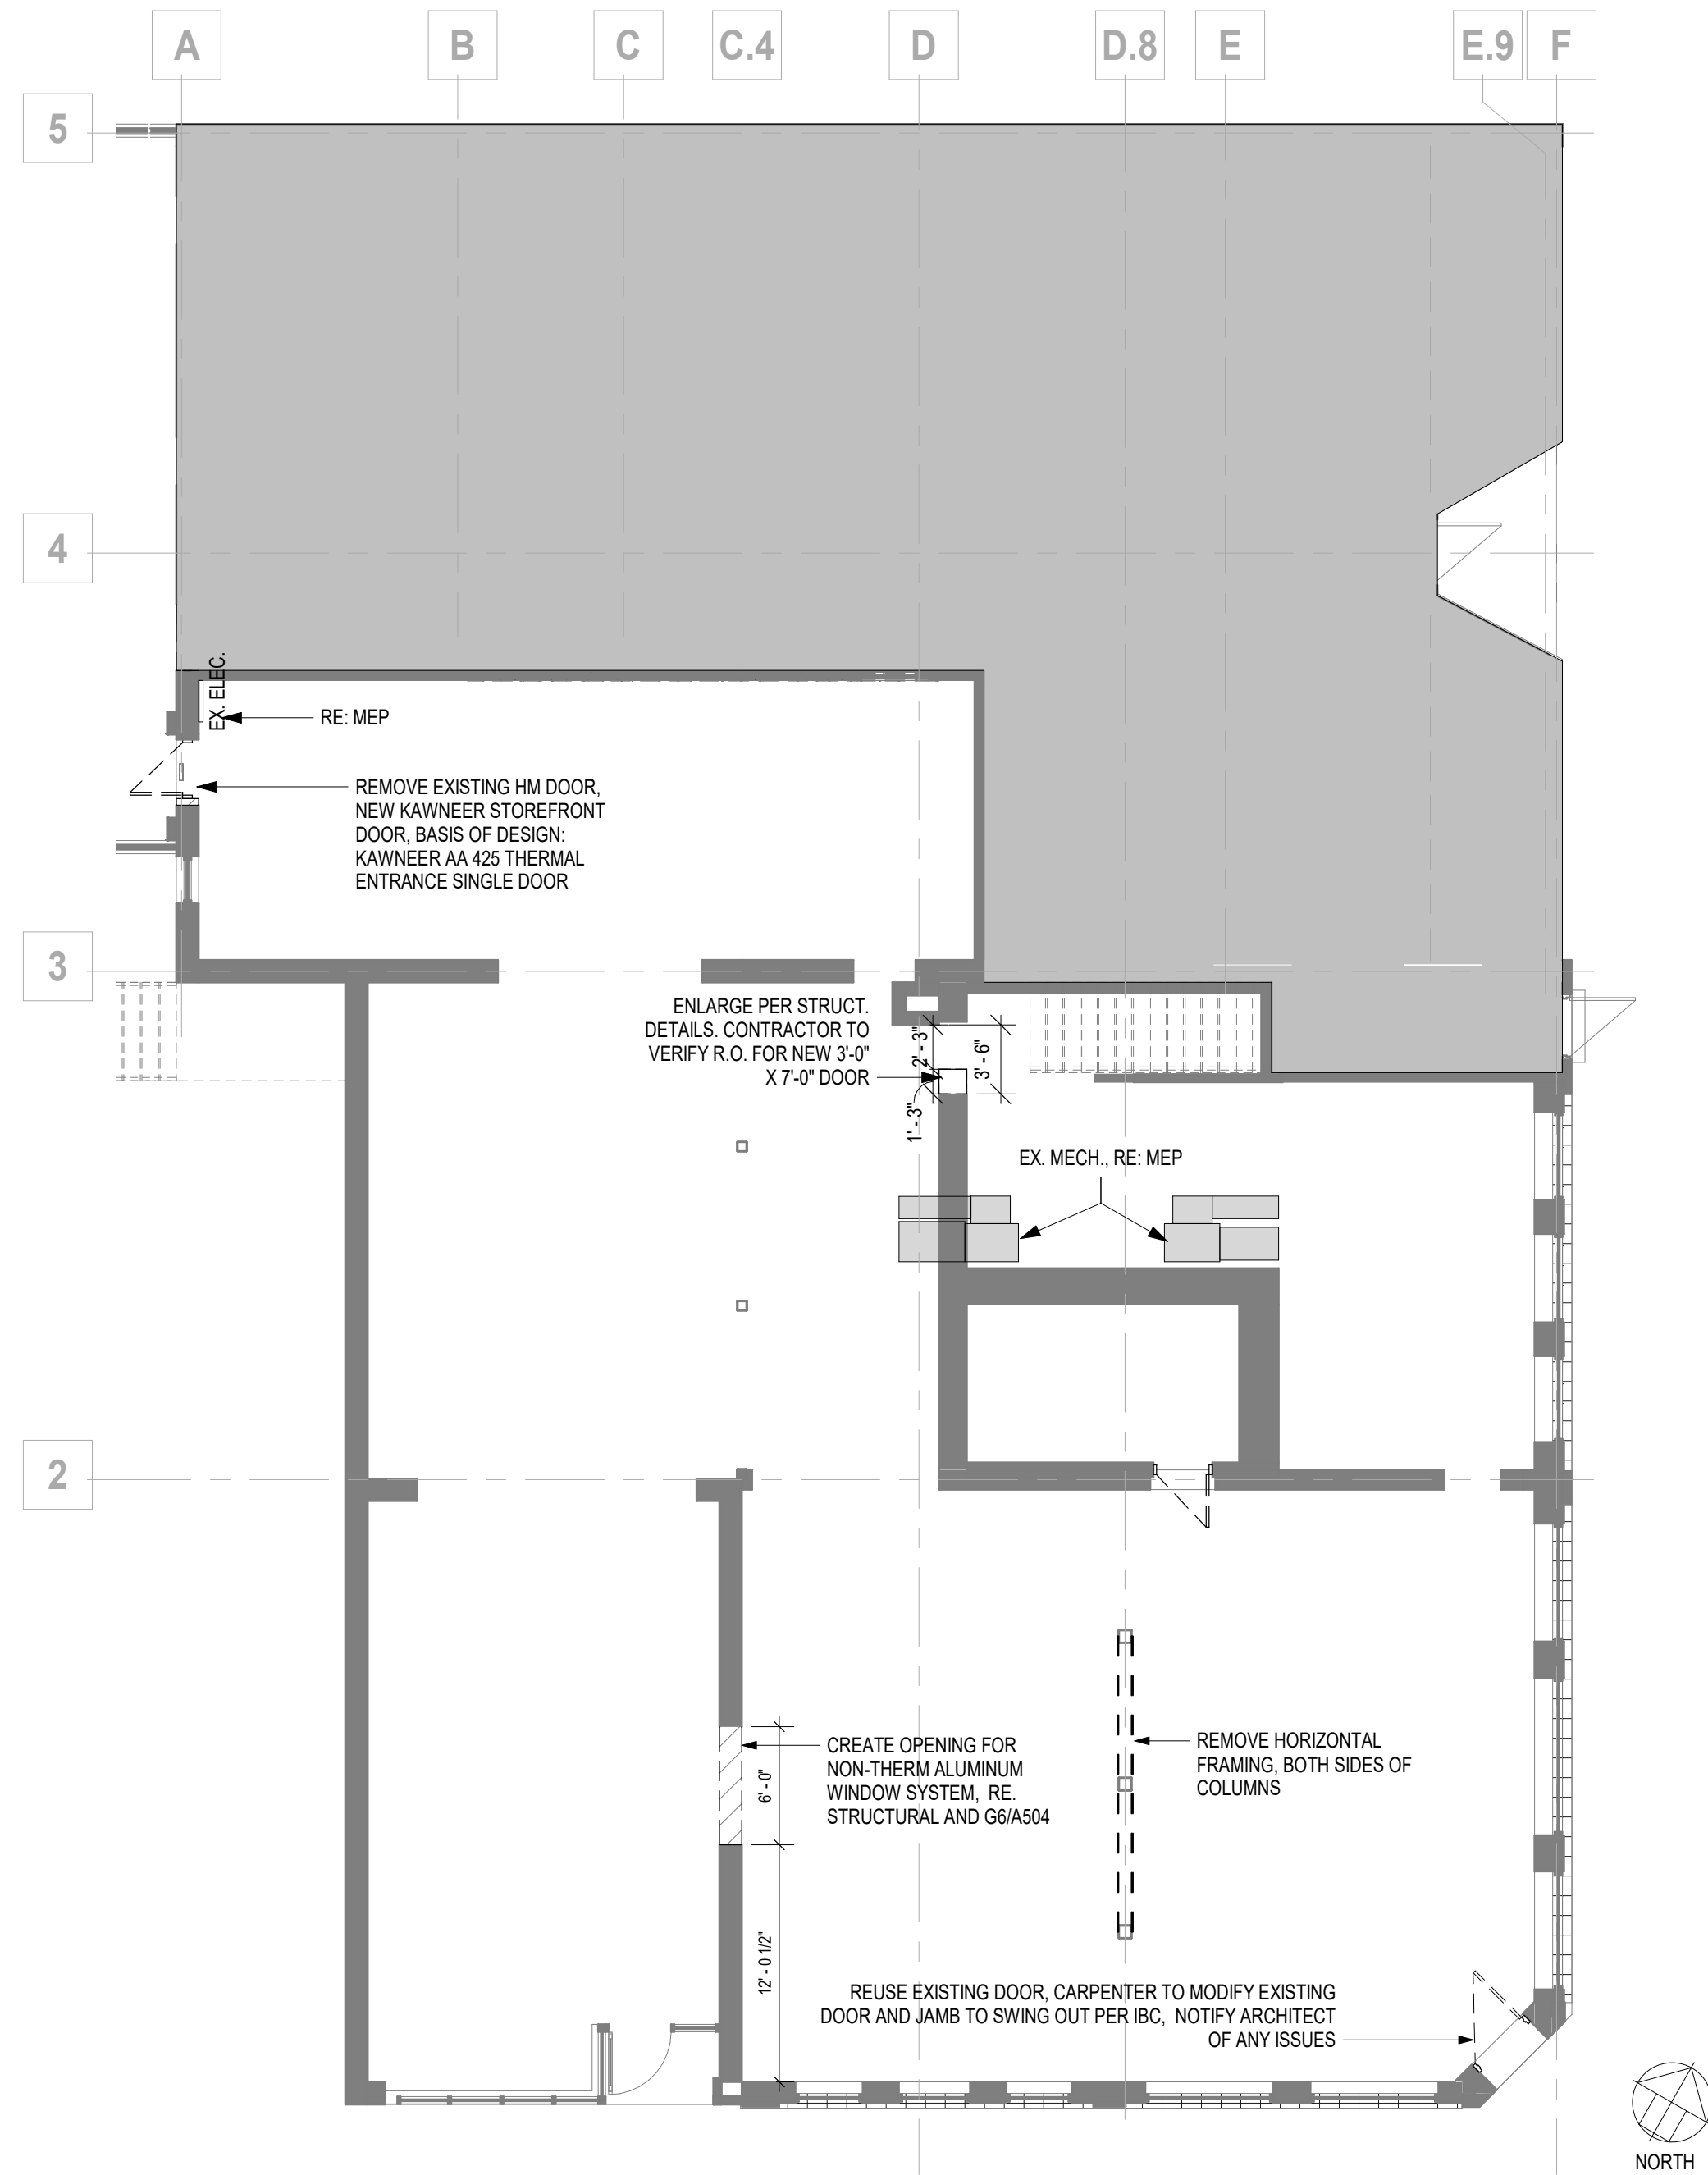 A
B
C
C.4
D
D.8
E
E.9
F
5
4
3
2
EX. ELEC.
RE: MEP
REMOVE EXISTING HM DOOR,
NEW KAWNEER STOREFRONT
DOOR, BASIS OF DESIGN:
KAWNEER AA 425 THERMAL
ENTRANCE SINGLE DOOR
ENLARGE PER STRUCT.
DETAILS. CONTRACTOR TO
VERIFY R.O. FOR NEW 3'-0"
X 7'-0" DOOR
2' - 3"
3' - 6"
1' - 3"
EX. MECH., RE: MEP
CREATE OPENING FOR
NON-THERM ALUMINUM
WINDOW SYSTEM, RE.
STRUCTURAL AND G6/A504
6' - 0"
REMOVE HORIZONTAL
FRAMING, BOTH SIDES OF
COLUMNS
12' - 0 1/2"
REUSE EXISTING DOOR, CARPENTER TO MODIFY EXISTING
DOOR AND JAMB TO SWING OUT PER IBC, NOTIFY ARCHITECT
OF ANY ISSUES
NORTH